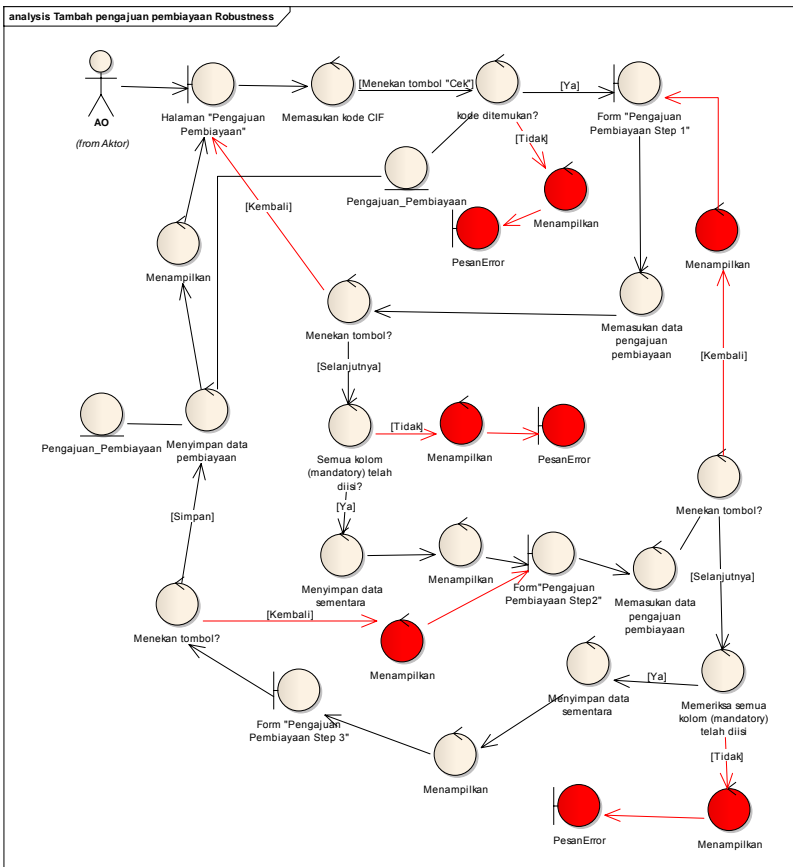 analysis Tambah pengajuan pembiayaan Robustness
AO
(from Aktor)
Halaman "Pengajuan
Pembiayaan"
Memasukan kode CIF
[Menekan tombol "Cek"]
kode ditemukan?
[Ya]
Form "Pengajuan
Pembiayaan Step 1"
[Tidak]
Pengajuan_Pembiayaan
Menampilkan
PesanError
[Kembali]
Menampilkan
Menampilkan
Menekan tombol?
Memasukan data
pengajuan
pembiayaan
[Kembali]
[Selanjutnya]
Pengajuan_Pembiayaan
Menyimpan data
pembiayaan
[Tidak]
Semua kolom
(mandatory) telah
diisi?
Menampilkan
PesanError
[Ya]
Menekan tombol?
[Simpan]
Menyimpan data
sementara
Menampilkan
Form"Pengajuan
Pembiayaan Step2"
Memasukan data
pengajuan
pembiayaan
[Selanjutnya]
Menekan tombol?
[Kembali]
Menampilkan
Form "Pengajuan
Pembiayaan Step 3"
Menyimpan data
sementara
[Ya]
Memeriksa semua
kolom (mandatory)
telah diisi
[Tidak]
Menampilkan
PesanError
Menampilkan